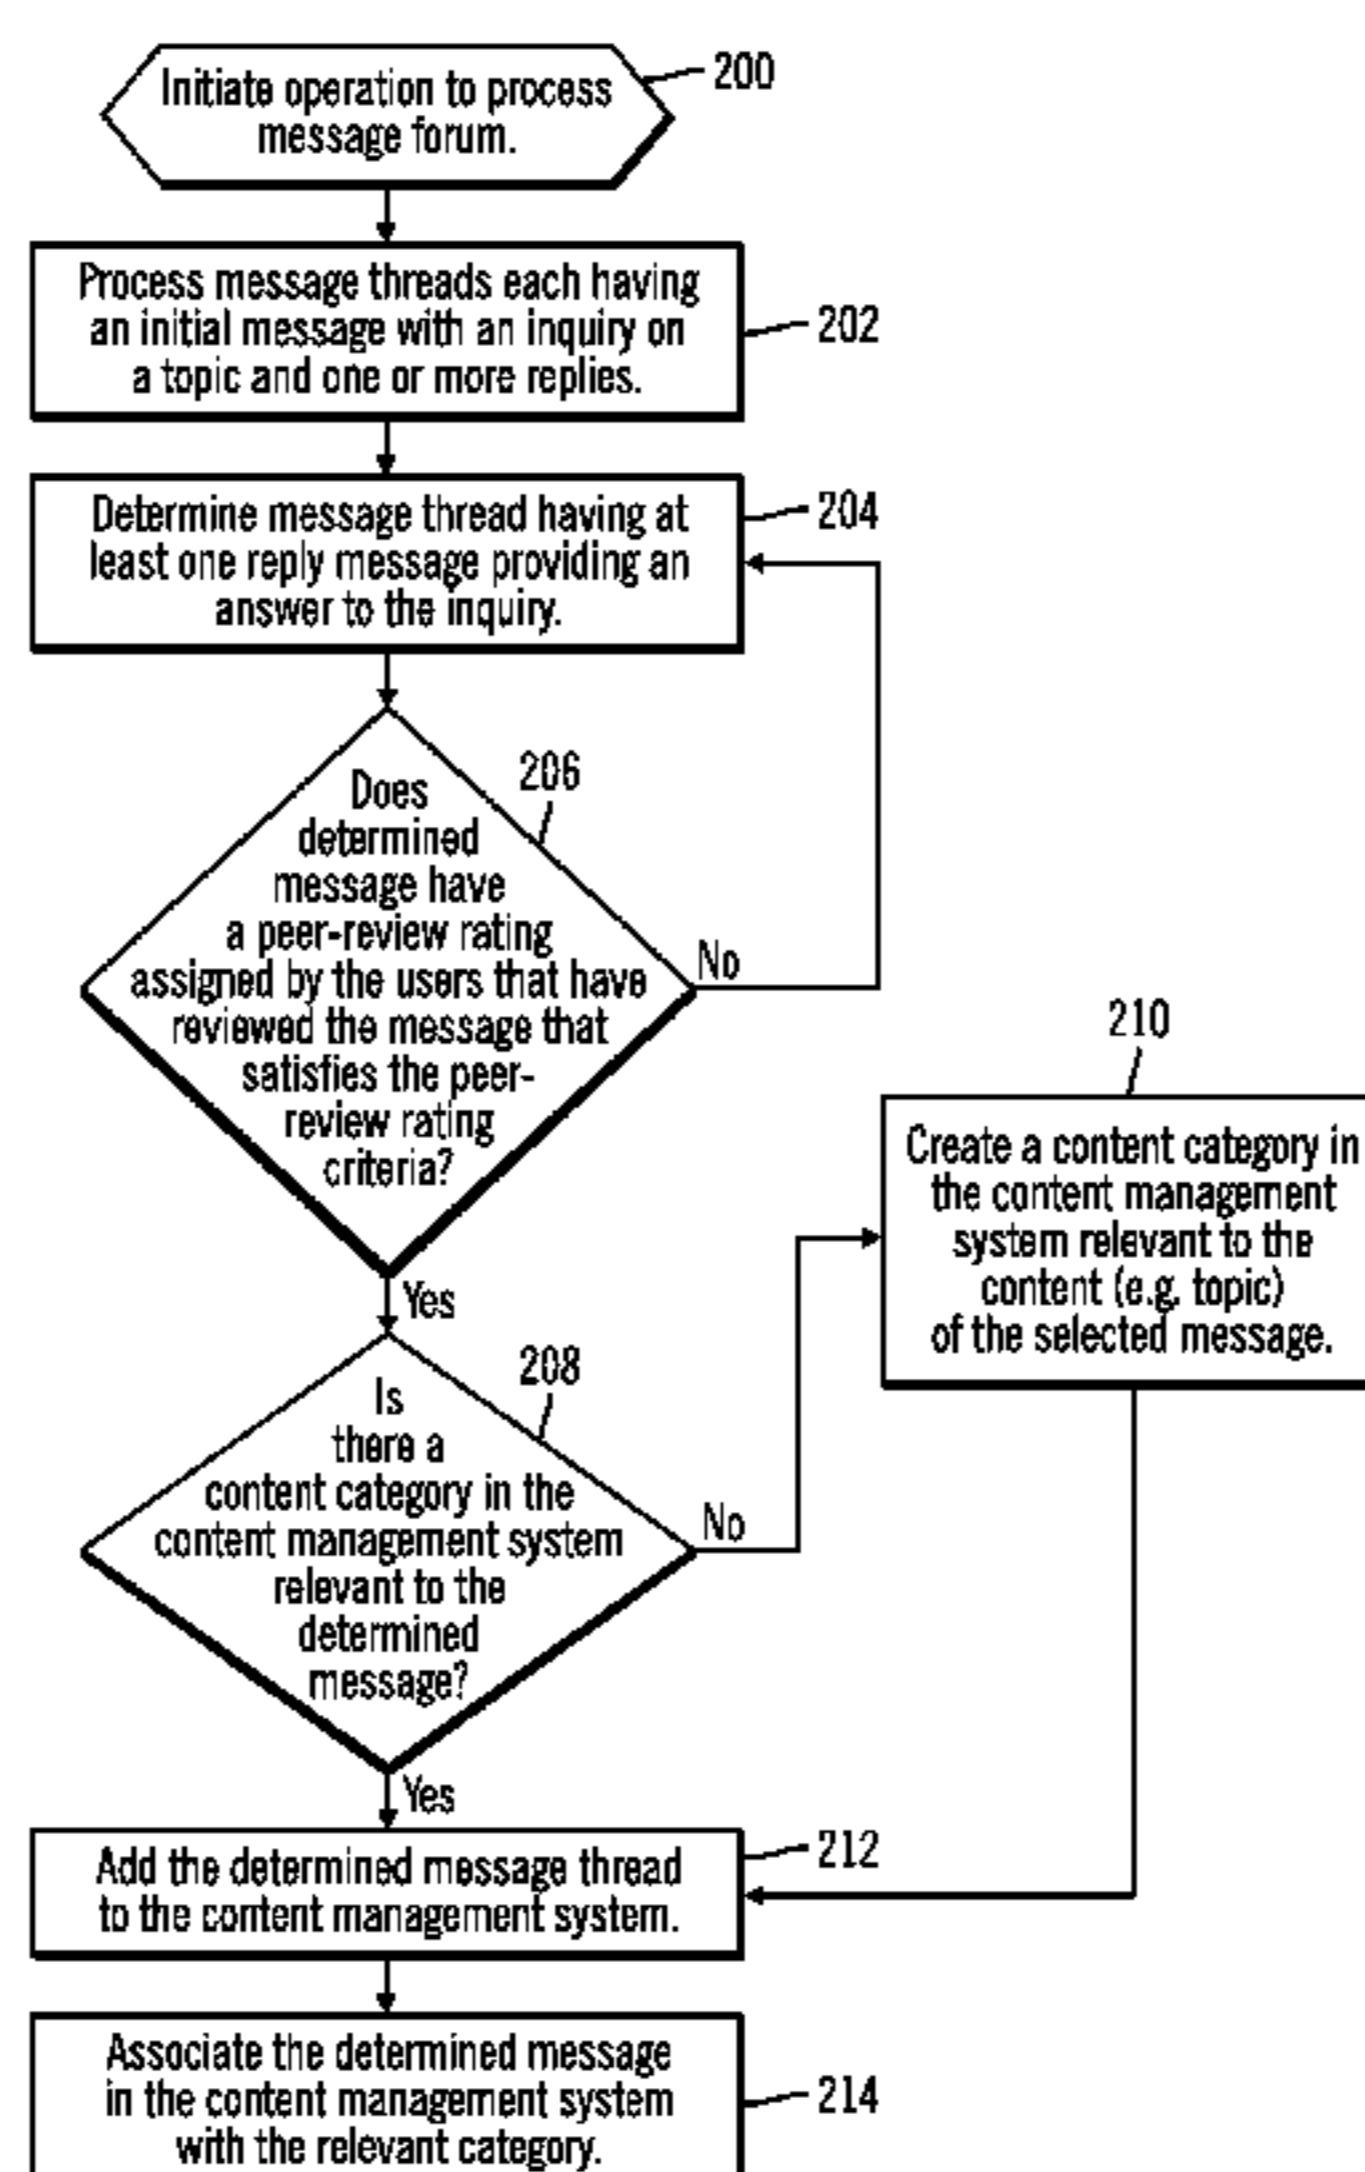 Initiate operation to process
message forum.
200
Process message threads each having
an initial message with an inquiry on
a topic and one or more replies.
202
Determine message thread having at
least one reply message providing an
answer to the inquiry.
204
Does
determined
message have
a peer-review rating
assigned by the users that have
reviewed the message that
satisfies the peer-
review rating
criteria?
206
No
Yes
Is
there a
content category in the
content management system
relevant to the
determined
message?
208
No
Yes
210
Create a content category in
the content management
system relevant to the
content (e.g. topic)
of the selected message.
Add the determined message thread
to the content management system.
212
Associate the determined message
in the content management system
with the relevant category.
214